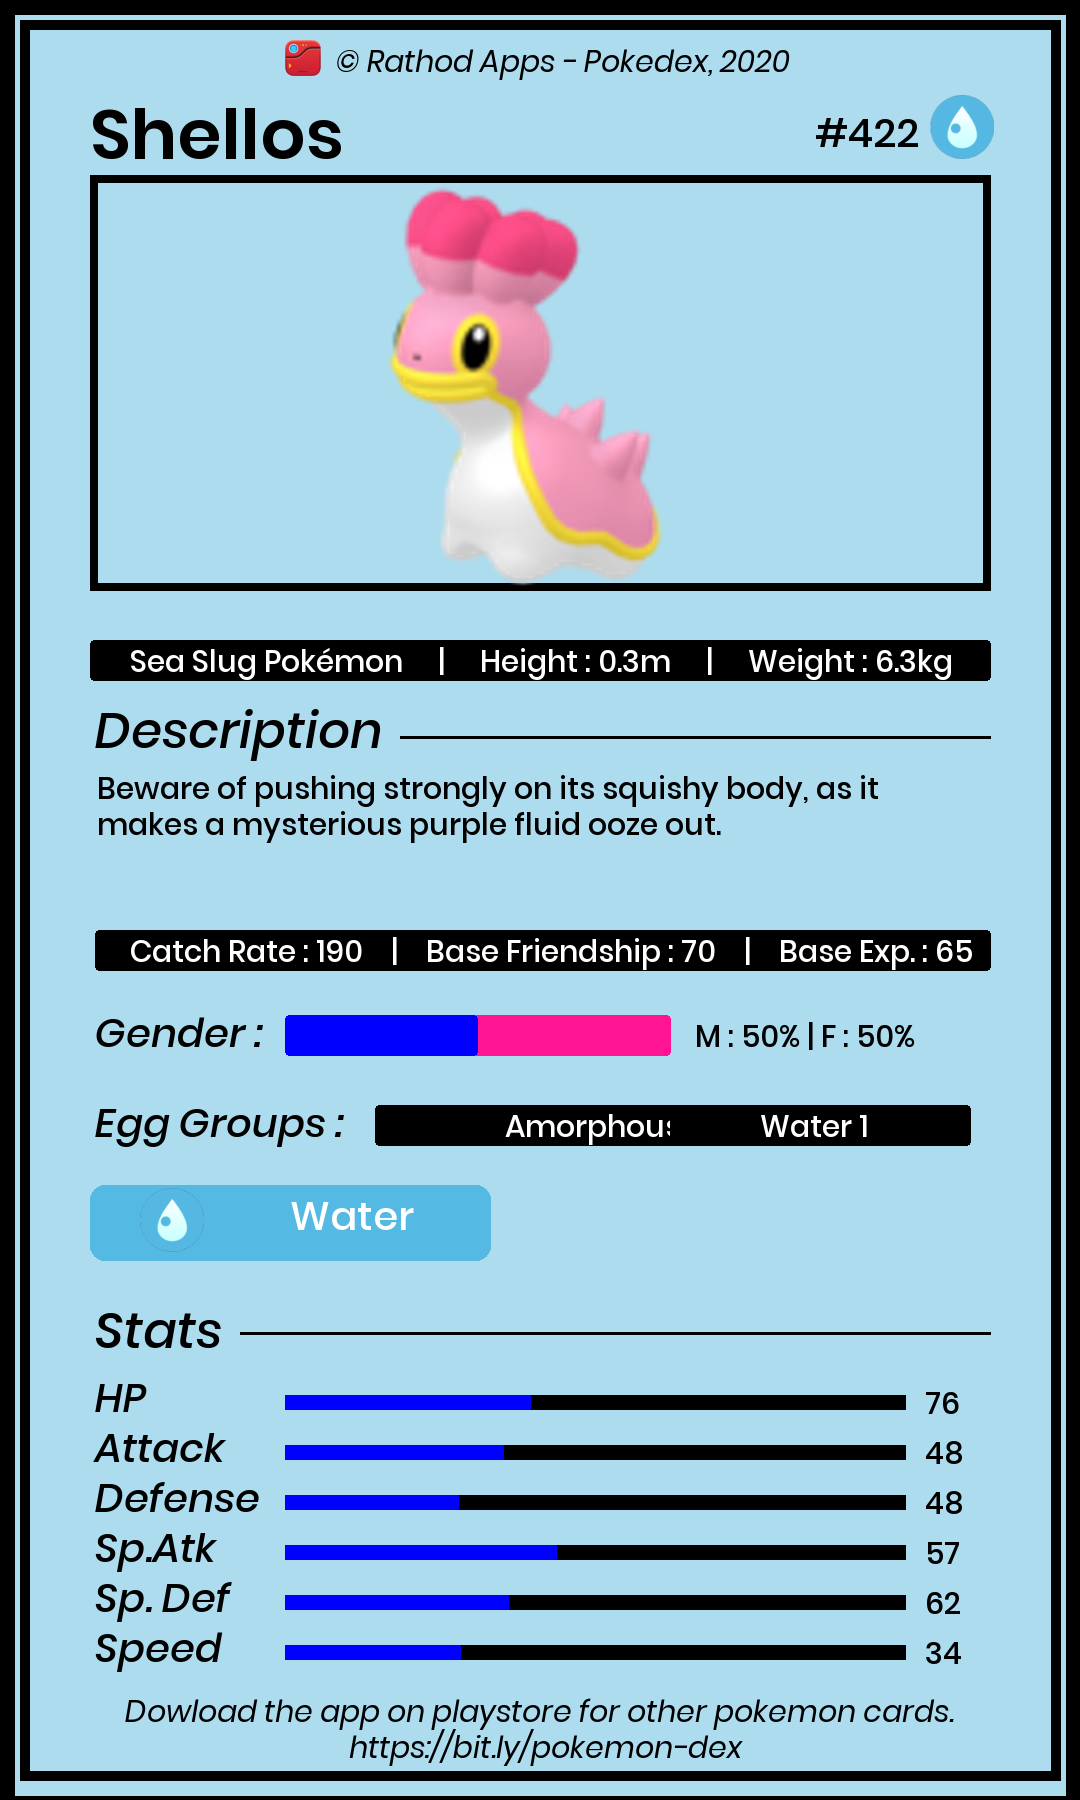 © Rathod Apps - Pokedex, 2020
Shellos #422
Sea Slug Pokémon | Height : 0.3m | Weight : 6.3kg
Description
Beware of pushing strongly on its squishy body, as it
makes a mysterious purple fluid ooze out.
Catch Rate : 190 | Base Friendship : 70 | Base Exp. : 65
Gender : M : 50% | F : 50%
Egg Groups : Amorphous Water 1
Water
Stats
HP 76
Attack 48
Defense 48
Sp.Atk 57
Sp. Def 62
Speed 34
Dowload the app on playstore for other pokemon cards.
https://bit.ly/pokemon-dex